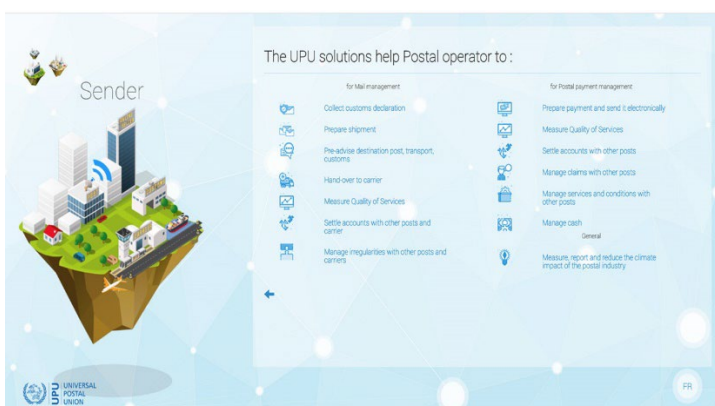 The UPU solutions help Postal operator to :
Sender
for Mail management
Collect customs declaration
Prepare shipment
Pre-advise destination post, transport,
customs
Hand over to carrier
Measure Quality of Services
Settle accounts with other posts and
carrier
Manage irregularities with other posts and
carriers
for Postal payment management
Prepare payment and send it electronically
Measure Quality of Services
Settle accounts with other posts
Manage claims with other posts
Manage services and conditions with
other posts
Manage cash
General
Measure, report and reduce the climate
impact of the postal industry
UPU
UNIVERSAL
POSTAL
UNION
FR